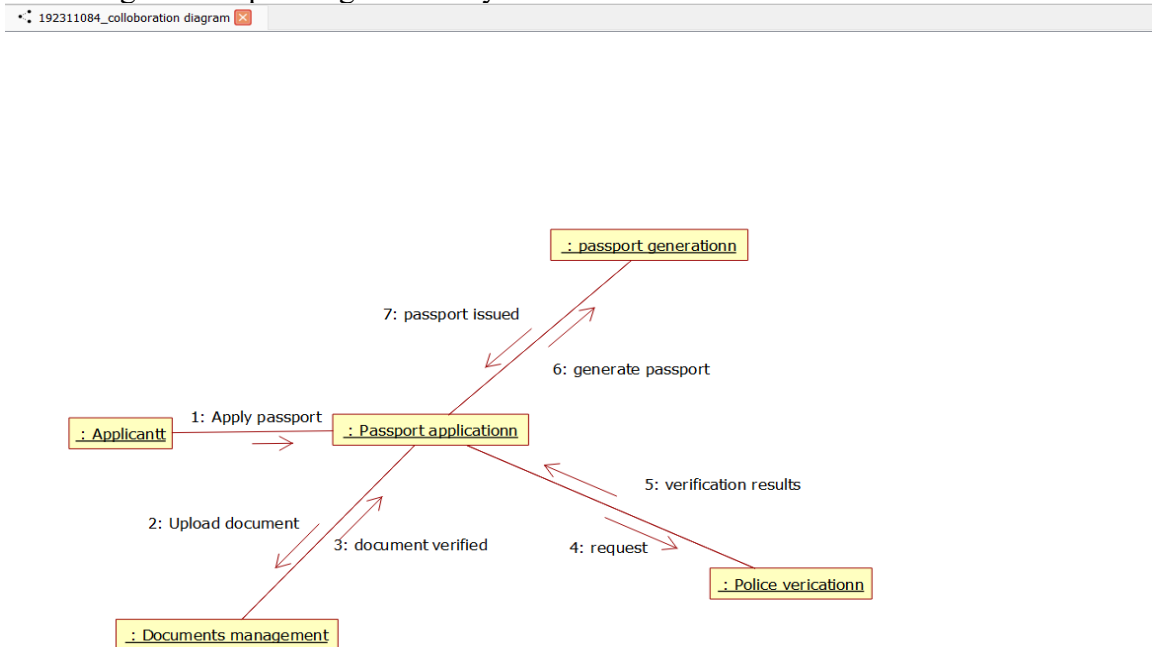 192311084_colloboration diagram
: passport generationn
7: passport issued
6: generate passport
1: Apply passport
: Applicantt
: Passport applicationn
5: verification results
2: Upload document
3: document verified
4: request
: Police vericationn
: Documents management